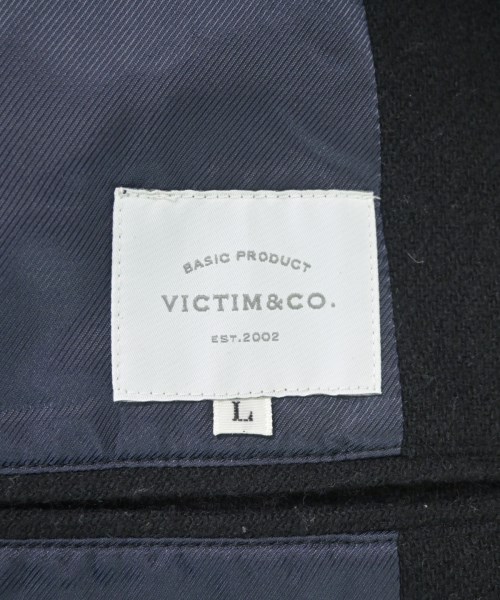 BASIC PRODUCT
VICTIM&CO.
EST.2002
L